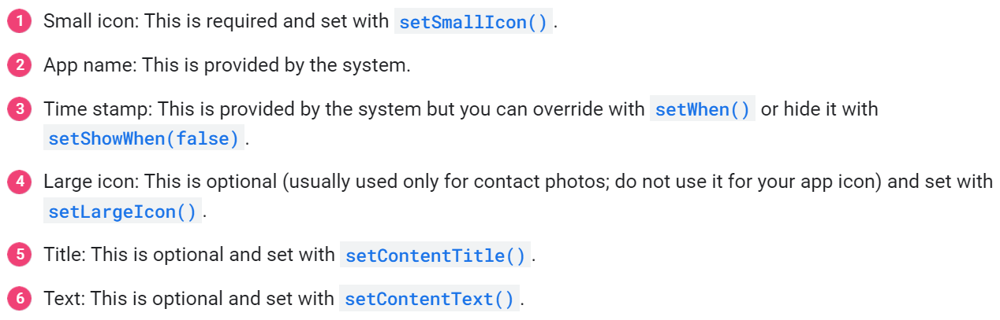 1 Small icon: This is required and set with setSmallIcon().
2 App name: This is provided by the system.
3 Time stamp: This is provided by the system but you can override with setWhen() or hide it with
setShowWhen(false).
4 Large icon: This is optional (usually used only for contact photos; do not use it for your app icon) and set with
setLargeIcon().
5 Title: This is optional and set with setContentTitle().
6 Text: This is optional and set with setContentText().